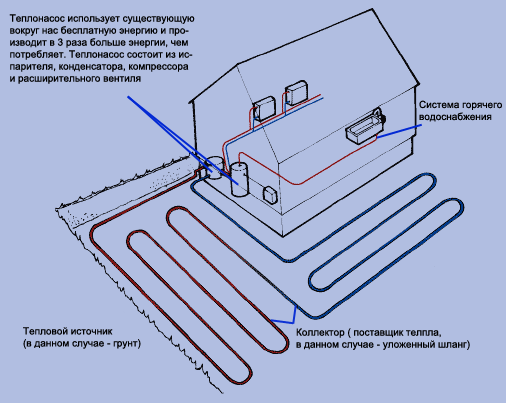 Теплонасос использует существующую
вокруг нас бесплатную энергию и про-
изводит в 3 раза больше энергии, чем
потребляет. Теплонасос состоит из ис-
парителя, конденсатора, компрессора
и расширительного вентиля
Система горячего
водоснабжения
Тепловой источник
(в данном случае - грунт)
Коллектор ( поставщик теплла,
в данном случае - уложенный шланг)